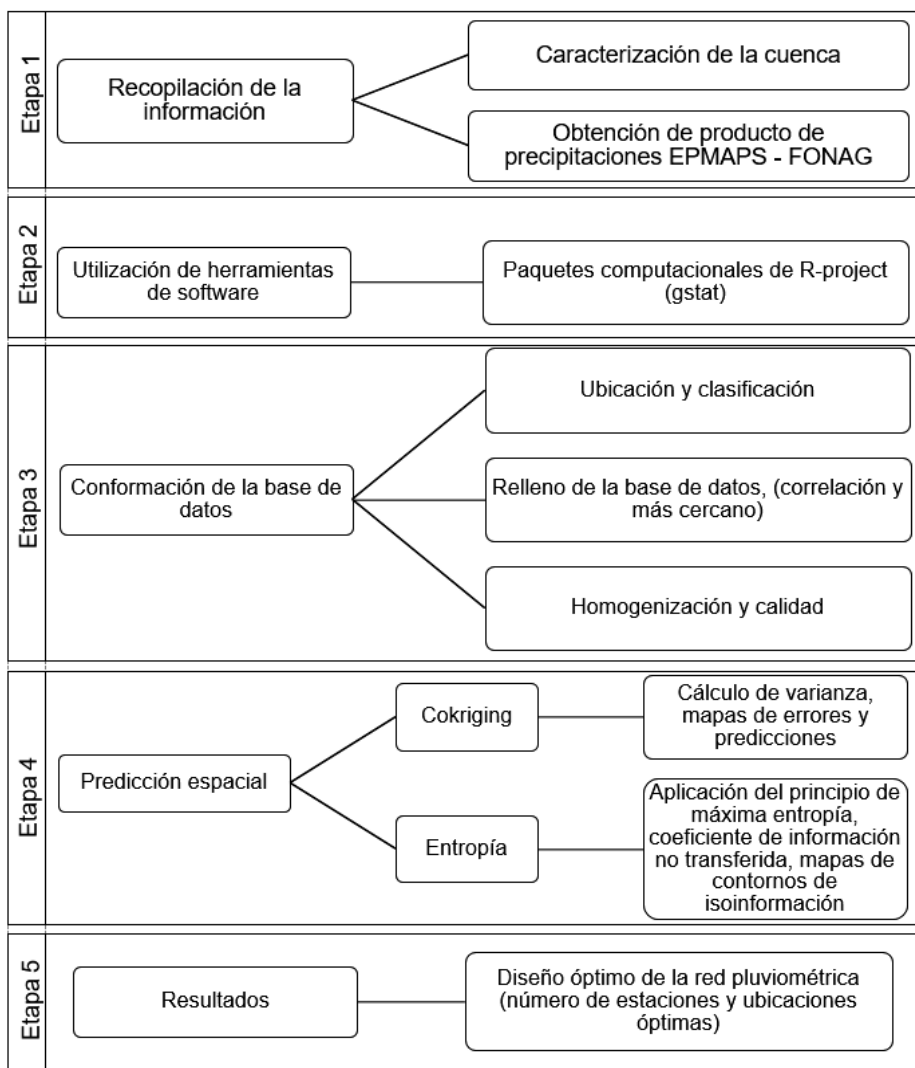 Etapa 1
Recopilación de la
información
Caracterización de la cuenca
Obtención de producto de
precipitaciones EPMAPS - FONAG
Etapa 2
Utilización de herramientas
de software
Paquetes computacionales de R-project
(gstat)
Etapa 3
Conformación de la base de
datos
Ubicación y clasificación
Relleno de la base de datos, (correlación y
más cercano)
Homogenización y calidad
Etapa 4
Predicción espacial
Cokriging
Cálculo de varianza,
mapas de errores y
predicciones
Entropía
Aplicación del principio de
máxima entropía,
coeficiente de información
no transferida, mapas de
contornos de
isoinformación
Etapa 5
Resultados
Diseño óptimo de la red pluviométrica
(número de estaciones y ubicaciones
óptimas)